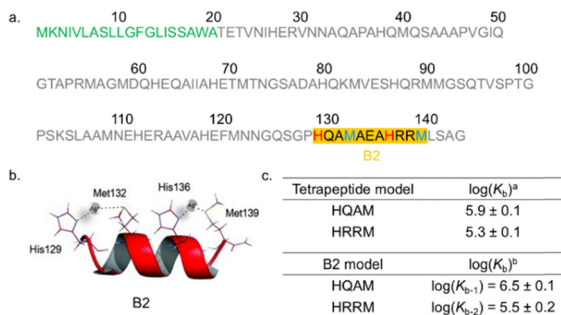 a.
10 20 30 40 50
MKNIVLASLLGFGLISSAWATETVNIHERVNNAQAPAHQMQSAAAPVGIQ
60 70 80 90 100
GTAPRMAGMDQHEQAIIAHETMTNGSADAHQKMVESHQRMMGSQTVSPTG
110 120 130 140
PSKSLAAMNEHERAAVAHEFMNNGQSGPHQAMAEAHRRMLSAG
B2
b.
Met132 His136
Met139
His129
B2
c.
Tetrapeptide model log(Kb)a
HQAM 5.9 ± 0.1
HRRM 5.3 ± 0.1
B2 model log(Kb)b
HQAM log(Kb-1) = 6.5 ± 0.1
HRRM log(Kb-2) = 5.5 ± 0.2